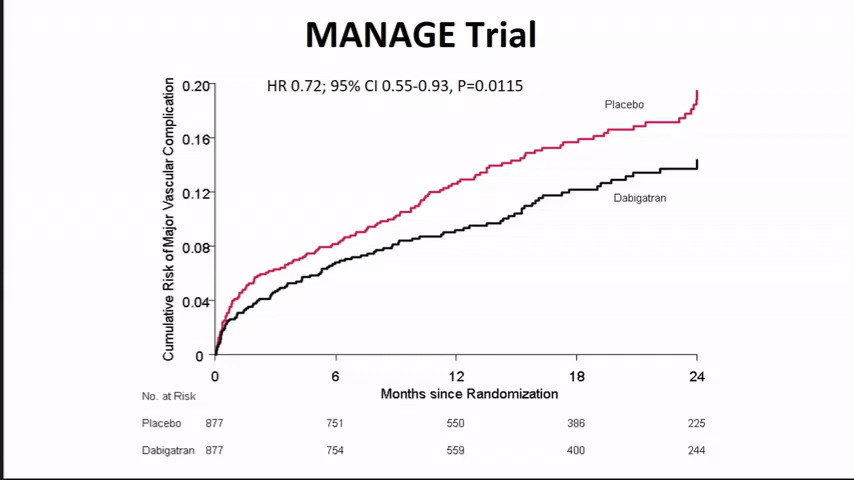 MANAGE Trial
HR 0.72; 95% CI 0.55-0.93, P=0.0115
Cumulative Risk of Major Vascular Complication
0.20
0.16
0.12
0.08
0.04
0
Placebo
Dabigatran
0 6 12 18 24
Months since Randomization
No. at Risk
Placebo 877 751 550 386 225
Dabigatran 877 754 559 400 244